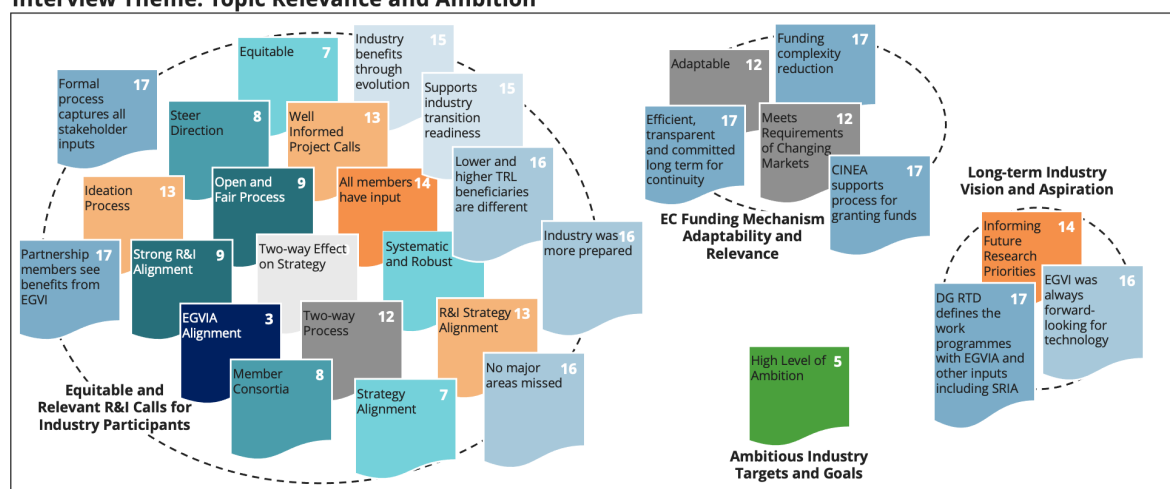 Interview Theme: Topic Relevance and Ambition
Formal 17
process
captures all
stakeholder
inputs
Equitable 7
Industry 15
benefits
through
evolution
Steer 8
Direction
Well 13
Informed
Project Calls
Supports 15
industry
transition
readiness
Ideation 13
Process
Open and 9
Fair Process
All members 14
have input
Lower and 16
higher TRL
beneficiaries
are different
Partnership 17
members see
benefits from
EGVI
Strong R&I 9
Alignment
Two-way Effect
on Strategy
Systematic
and Robust
Industry was 16
more prepared
EGVIA 3
Alignment
Two-way 12
Process
R&I Strategy 13
Alignment
Member 8
Consortia
Strategy 7
Alignment
No major 16
areas missed
Equitable and
Relevant R&I Calls for
Industry Participants
Adaptable 12
Funding 17
complexity
reduction
Efficient, 17
transparent
and committed
long term for
continuity
Meets 12
Requirements
of Changing
Markets
CINEA 17
supports
process for
granting funds
EC Funding Mechanism
Adaptability and
Relevance
High Level of 5
Ambition
Ambitious Industry
Targets and Goals
Long-term Industry
Vision and Aspiration
Informing 14
Future
Research
Priorities
DG RTD 17
defines the
work
programmes
with EGVIA and
other inputs
including SRIA
EGVI was 16
always
forward-
looking for
technology